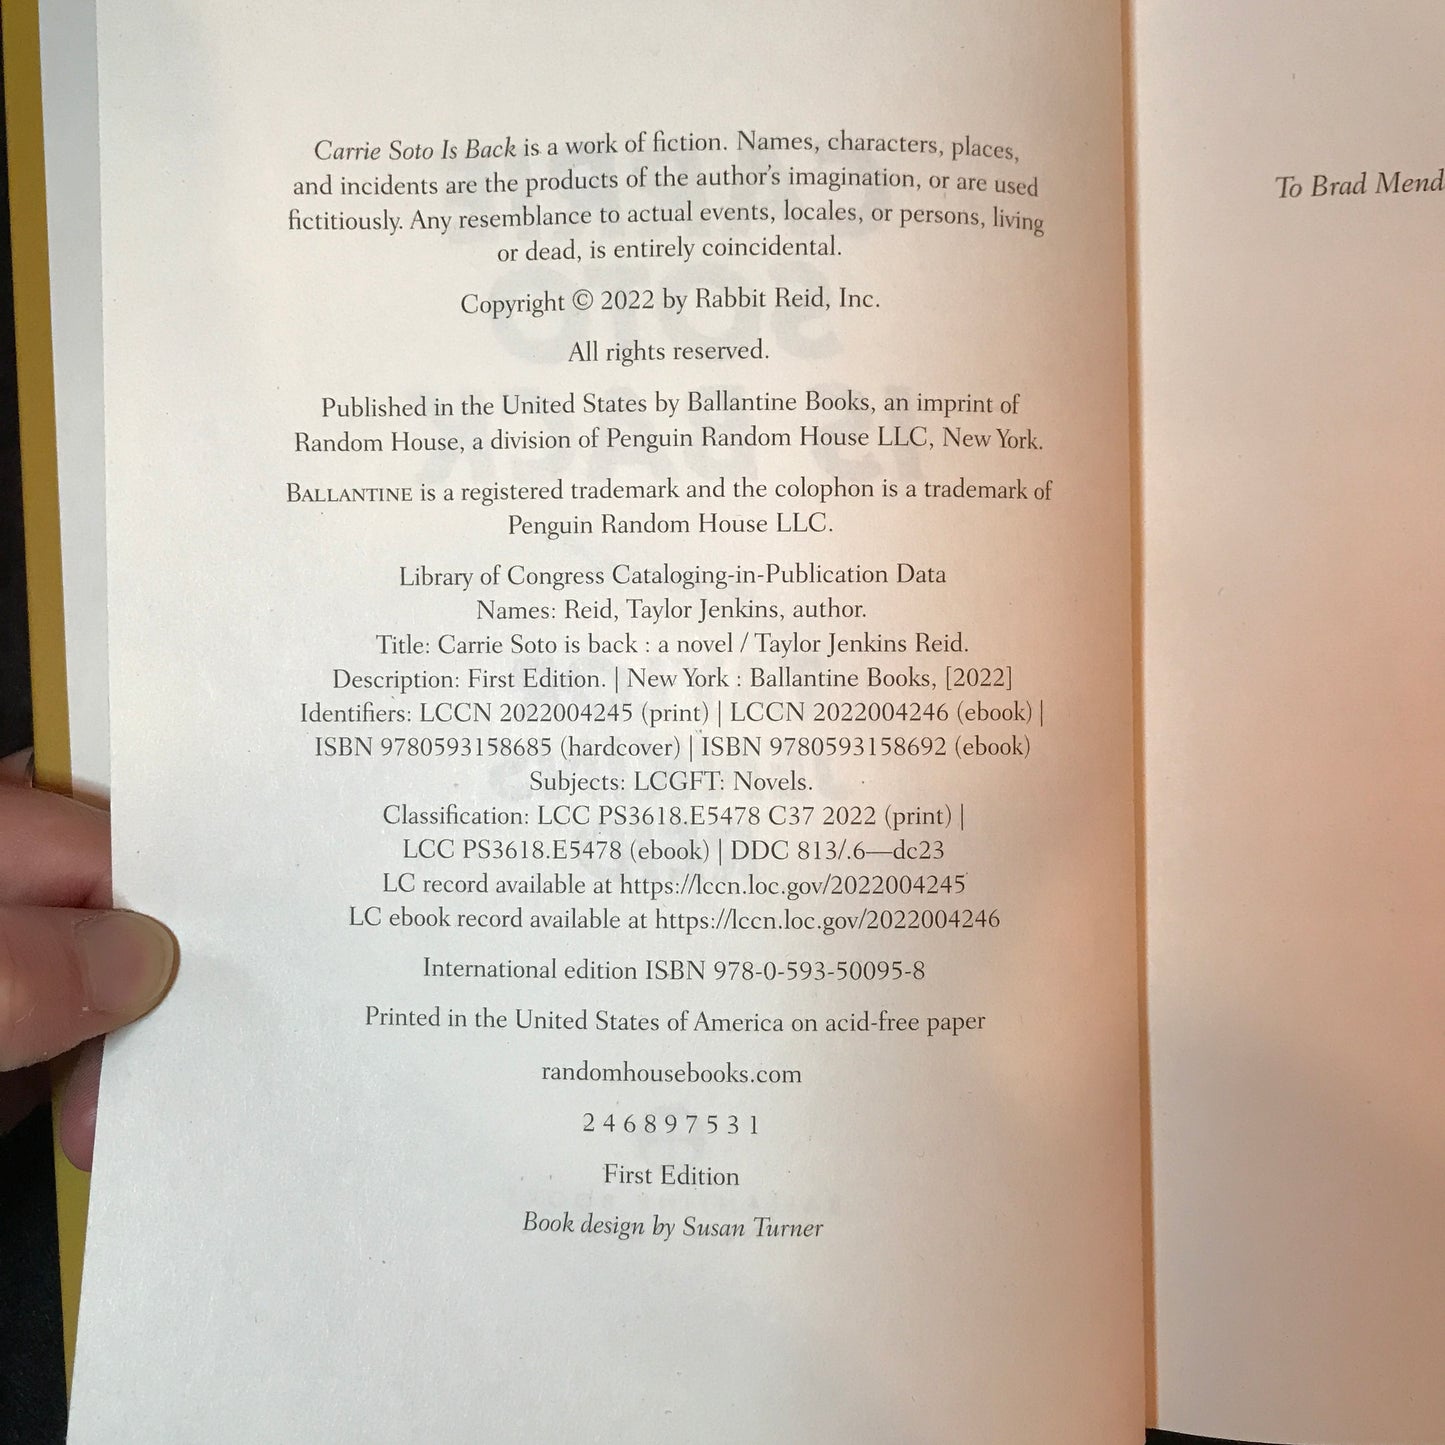 Carrie Soto Is Back is a work of fiction. Names, characters, places,
and incidents are the products of the author's imagination, or are used
fictitiously. Any resemblance to actual events, locales, or persons, living
or dead, is entirely coincidental.
Copyright © 2022 by Rabbit Reid, Inc.
All rights reserved.
Published in the United States by Ballantine Books, an imprint of
Random House, a division of Penguin Random House LLC, New York.
BALLANTINE is a registered trademark and the colophon is a trademark of
Penguin Random House LLC.
Library of Congress Cataloging-in-Publication Data
Names: Reid, Taylor Jenkins, author.
Title: Carrie Soto is back : a novel / Taylor Jenkins Reid.
Description: First Edition. | New York : Ballantine Books, [2022]
Identifiers: LCCN 2022004245 (print) | LCCN 2022004246 (ebook) |
ISBN 9780593158685 (hardcover) | ISBN 9780593158692 (ebook)
Subjects: LCGFT: Novels.
Classification: LCC PS3618.E5478 C37 2022 (print) |
LCC PS3618.E5478 (ebook) | DDC 813/.6—dc23
LC record available at https://lccn.loc.gov/2022004245
LC ebook record available at https://lccn.loc.gov/2022004246
International edition ISBN 978-0-593-50095-8
Printed in the United States of America on acid-free paper
randomhousebooks.com
2 4 6 8 9 7 5 3 1
First Edition
Book design by Susan Turner
To Brad Mend